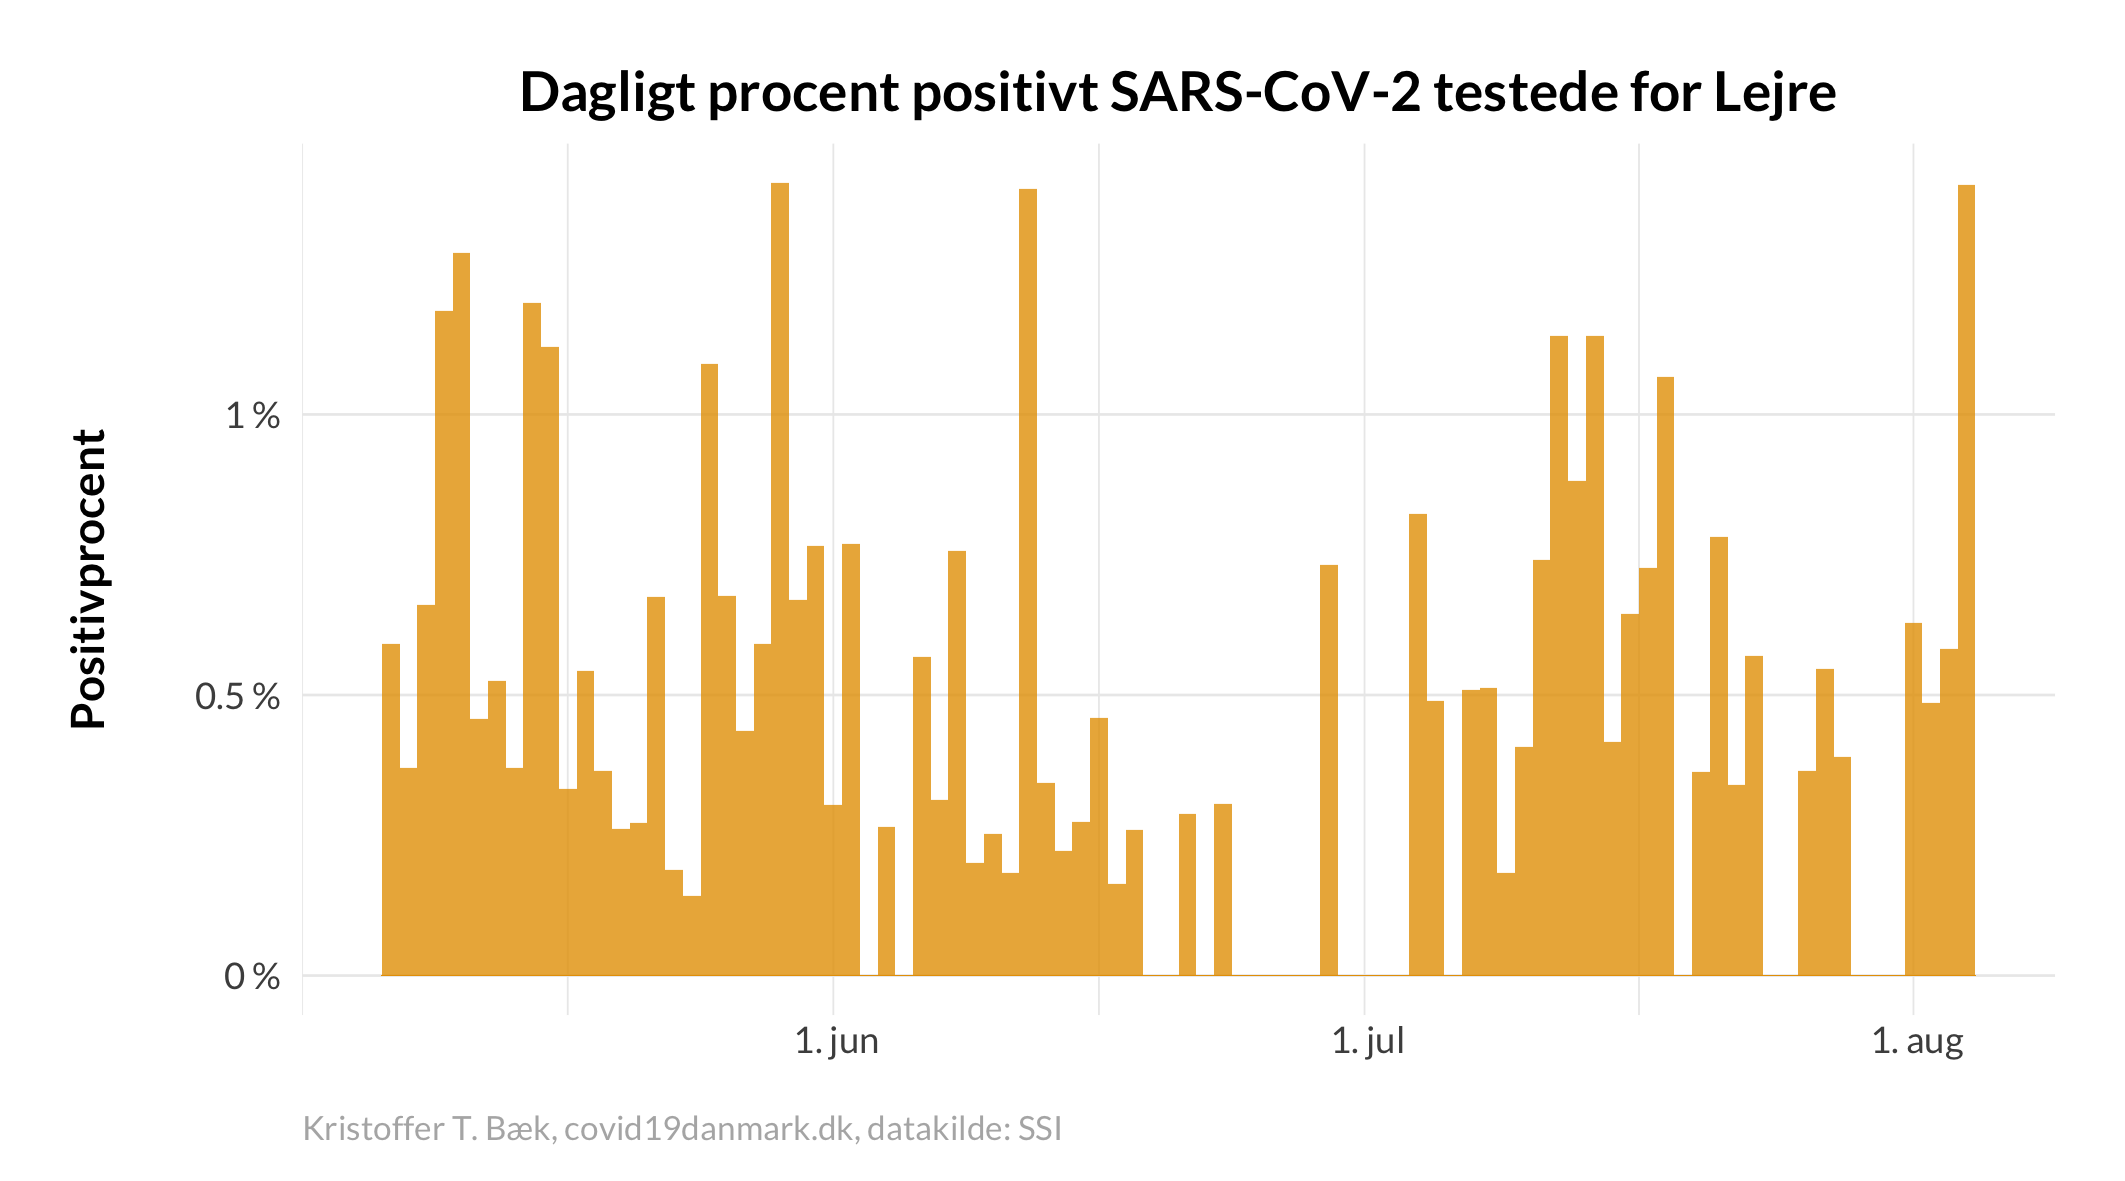 Dagligt procent positivt SARS-CoV-2 testede for Lejre
Positivprocent
1 %
0.5 %
0 %
1. jun
1. jul
1. aug
Kristoffer T. Bæk, covid19danmark.dk, datakilde: SSI